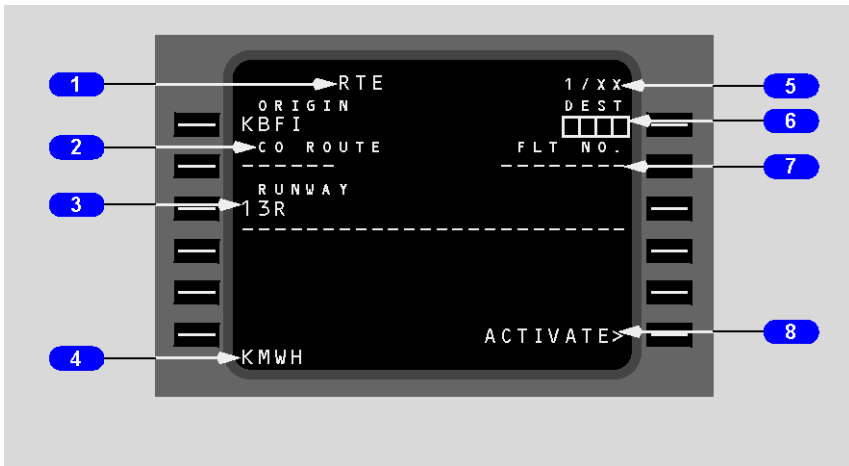 1 RTE 1/XX 5
ORIGIN DEST
KBFI 6
2 CO ROUTE FLT NO.
------ -------- 7
RUNWAY
3 13R
-------------------------
ACTIVATE> 8
4 KMWH